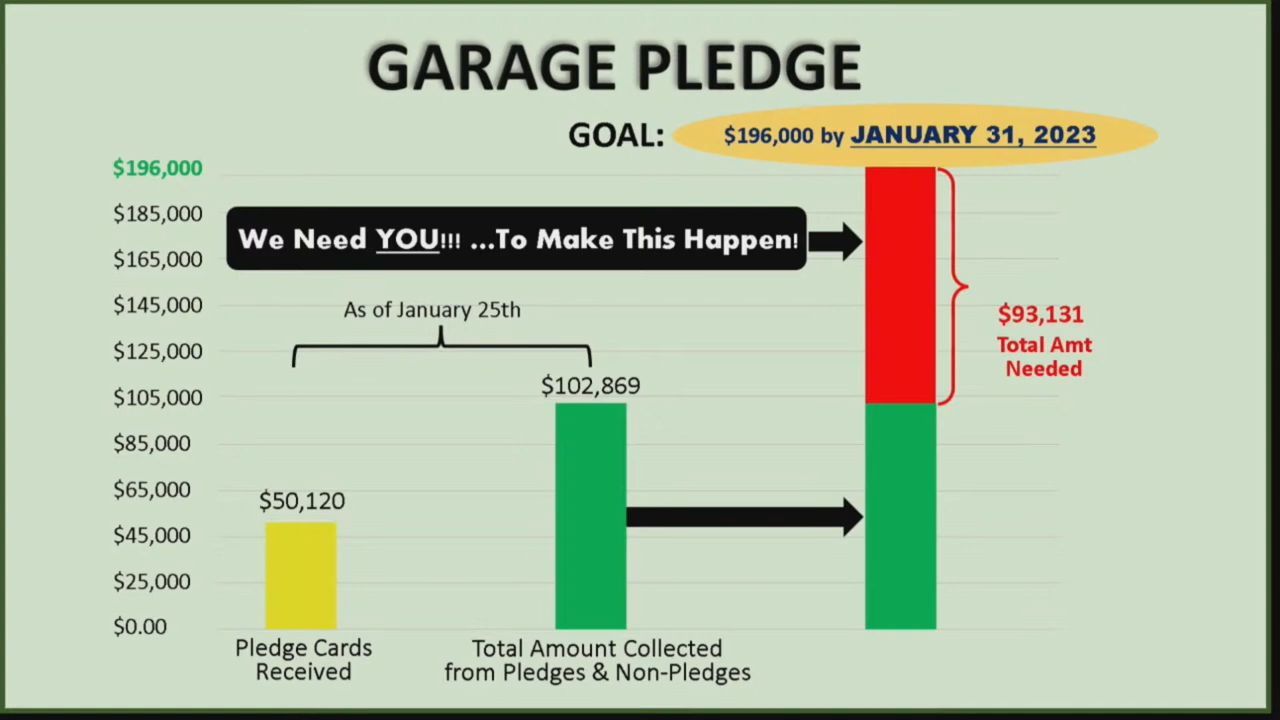 GARAGE PLEDGE
GOAL: $196,000 by JANUARY 31, 2023
$196,000
$185,000
We Need YOU!!! ...To Make This Happen!
$165,000
$145,000
As of January 25th
$93,131
Total Amt
Needed
$125,000
$102,869
$105,000
$85,000
$65,000
$50,120
$45,000
$25,000
$0.00
Pledge Cards
Received
Total Amount Collected
from Pledges & Non-Pledges